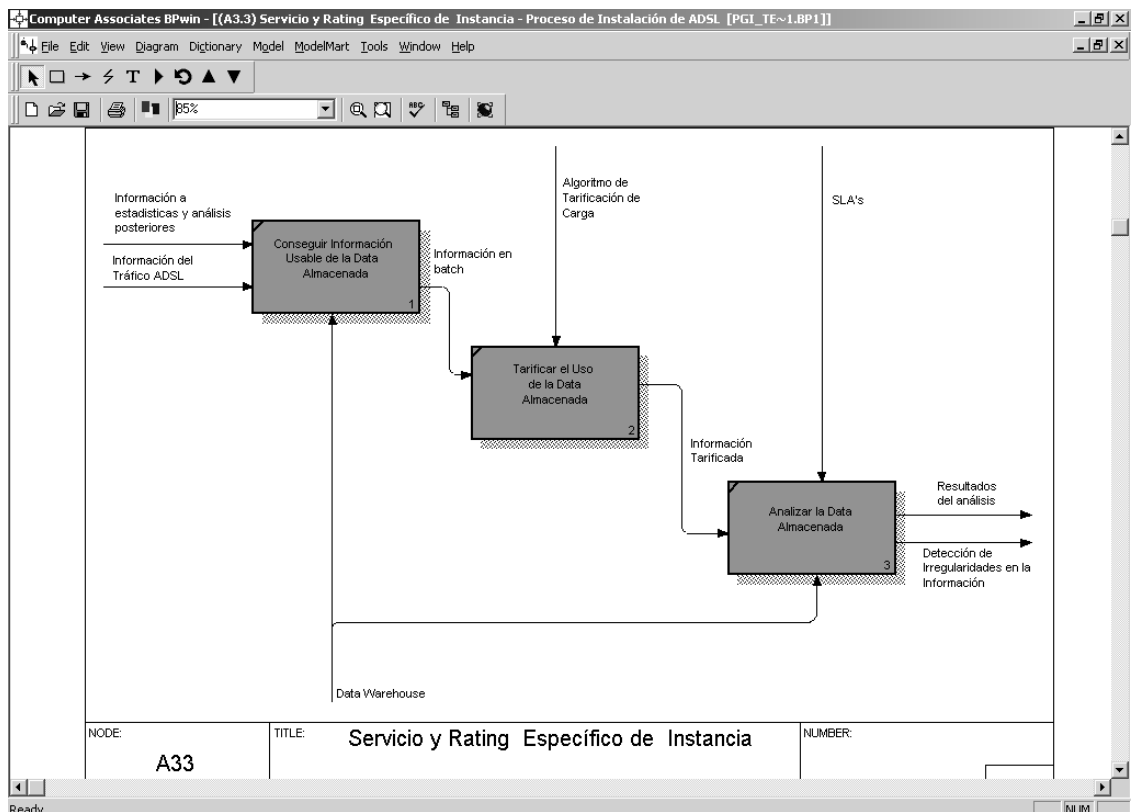 Computer Associates BPwin - [(A3.3) Servicio y Rating Específico de Instancia - Proceso de Instalación de ADSL [PGI_TE~1.BP1]]
File Edit View Diagram Dictionary Model ModelMart Tools Window Help
T
85%
ABC
Información a
estadisticas y análisis
posteriores
Información del
Tráfico ADSL
Conseguir Información
Usable de la Data
Almacenada
1
Información en
batch
Algoritmo de
Tarificación de
Carga
SLA's
Tarificar el Uso
de la Data
Almacenada
2
Información
Tarificada
Analizar la Data
Almacenada
3
Resultados
del análisis
Detección de
Irregularidades en la
Información
Data Warehouse
NODE:
A33
TITLE:
Servicio y Rating Específico de Instancia
NUMBER:
Ready
NUM